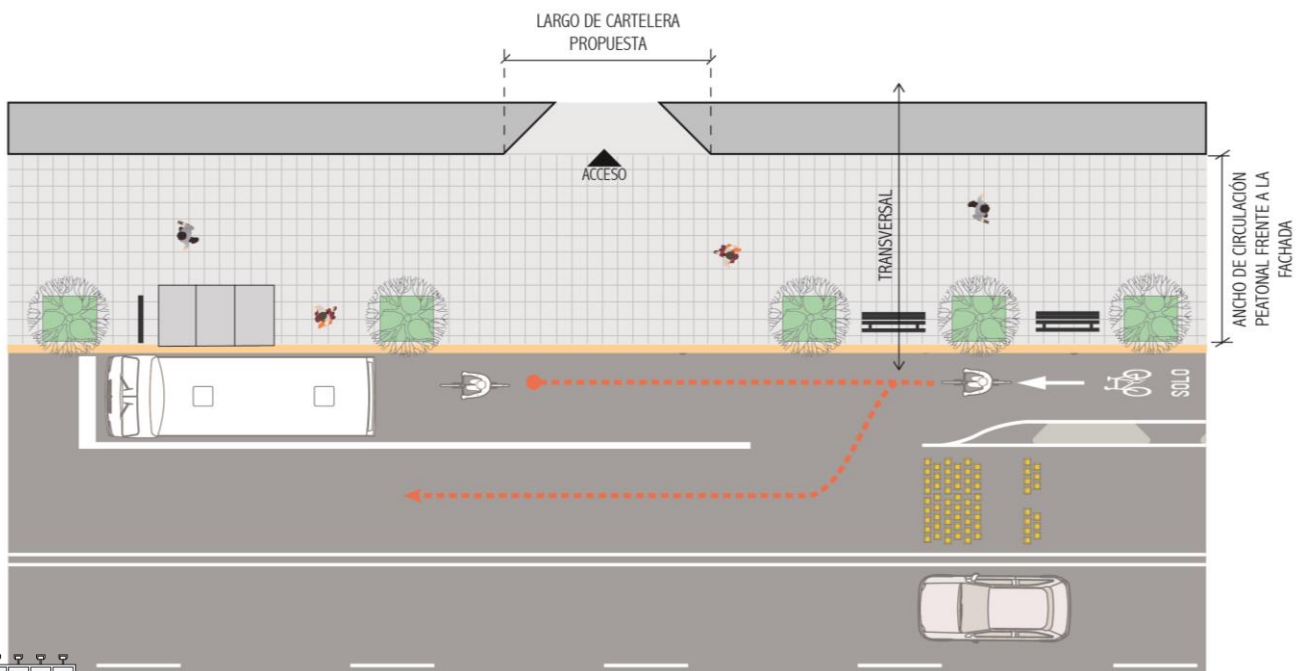 LARGO DE CARTELERA
PROPUESTA
ACCESO
TRANSVERSAL
ANCHO DE CIRCULACIÓN
PEATONAL FRENTE A LA
FACHADA
SOLO